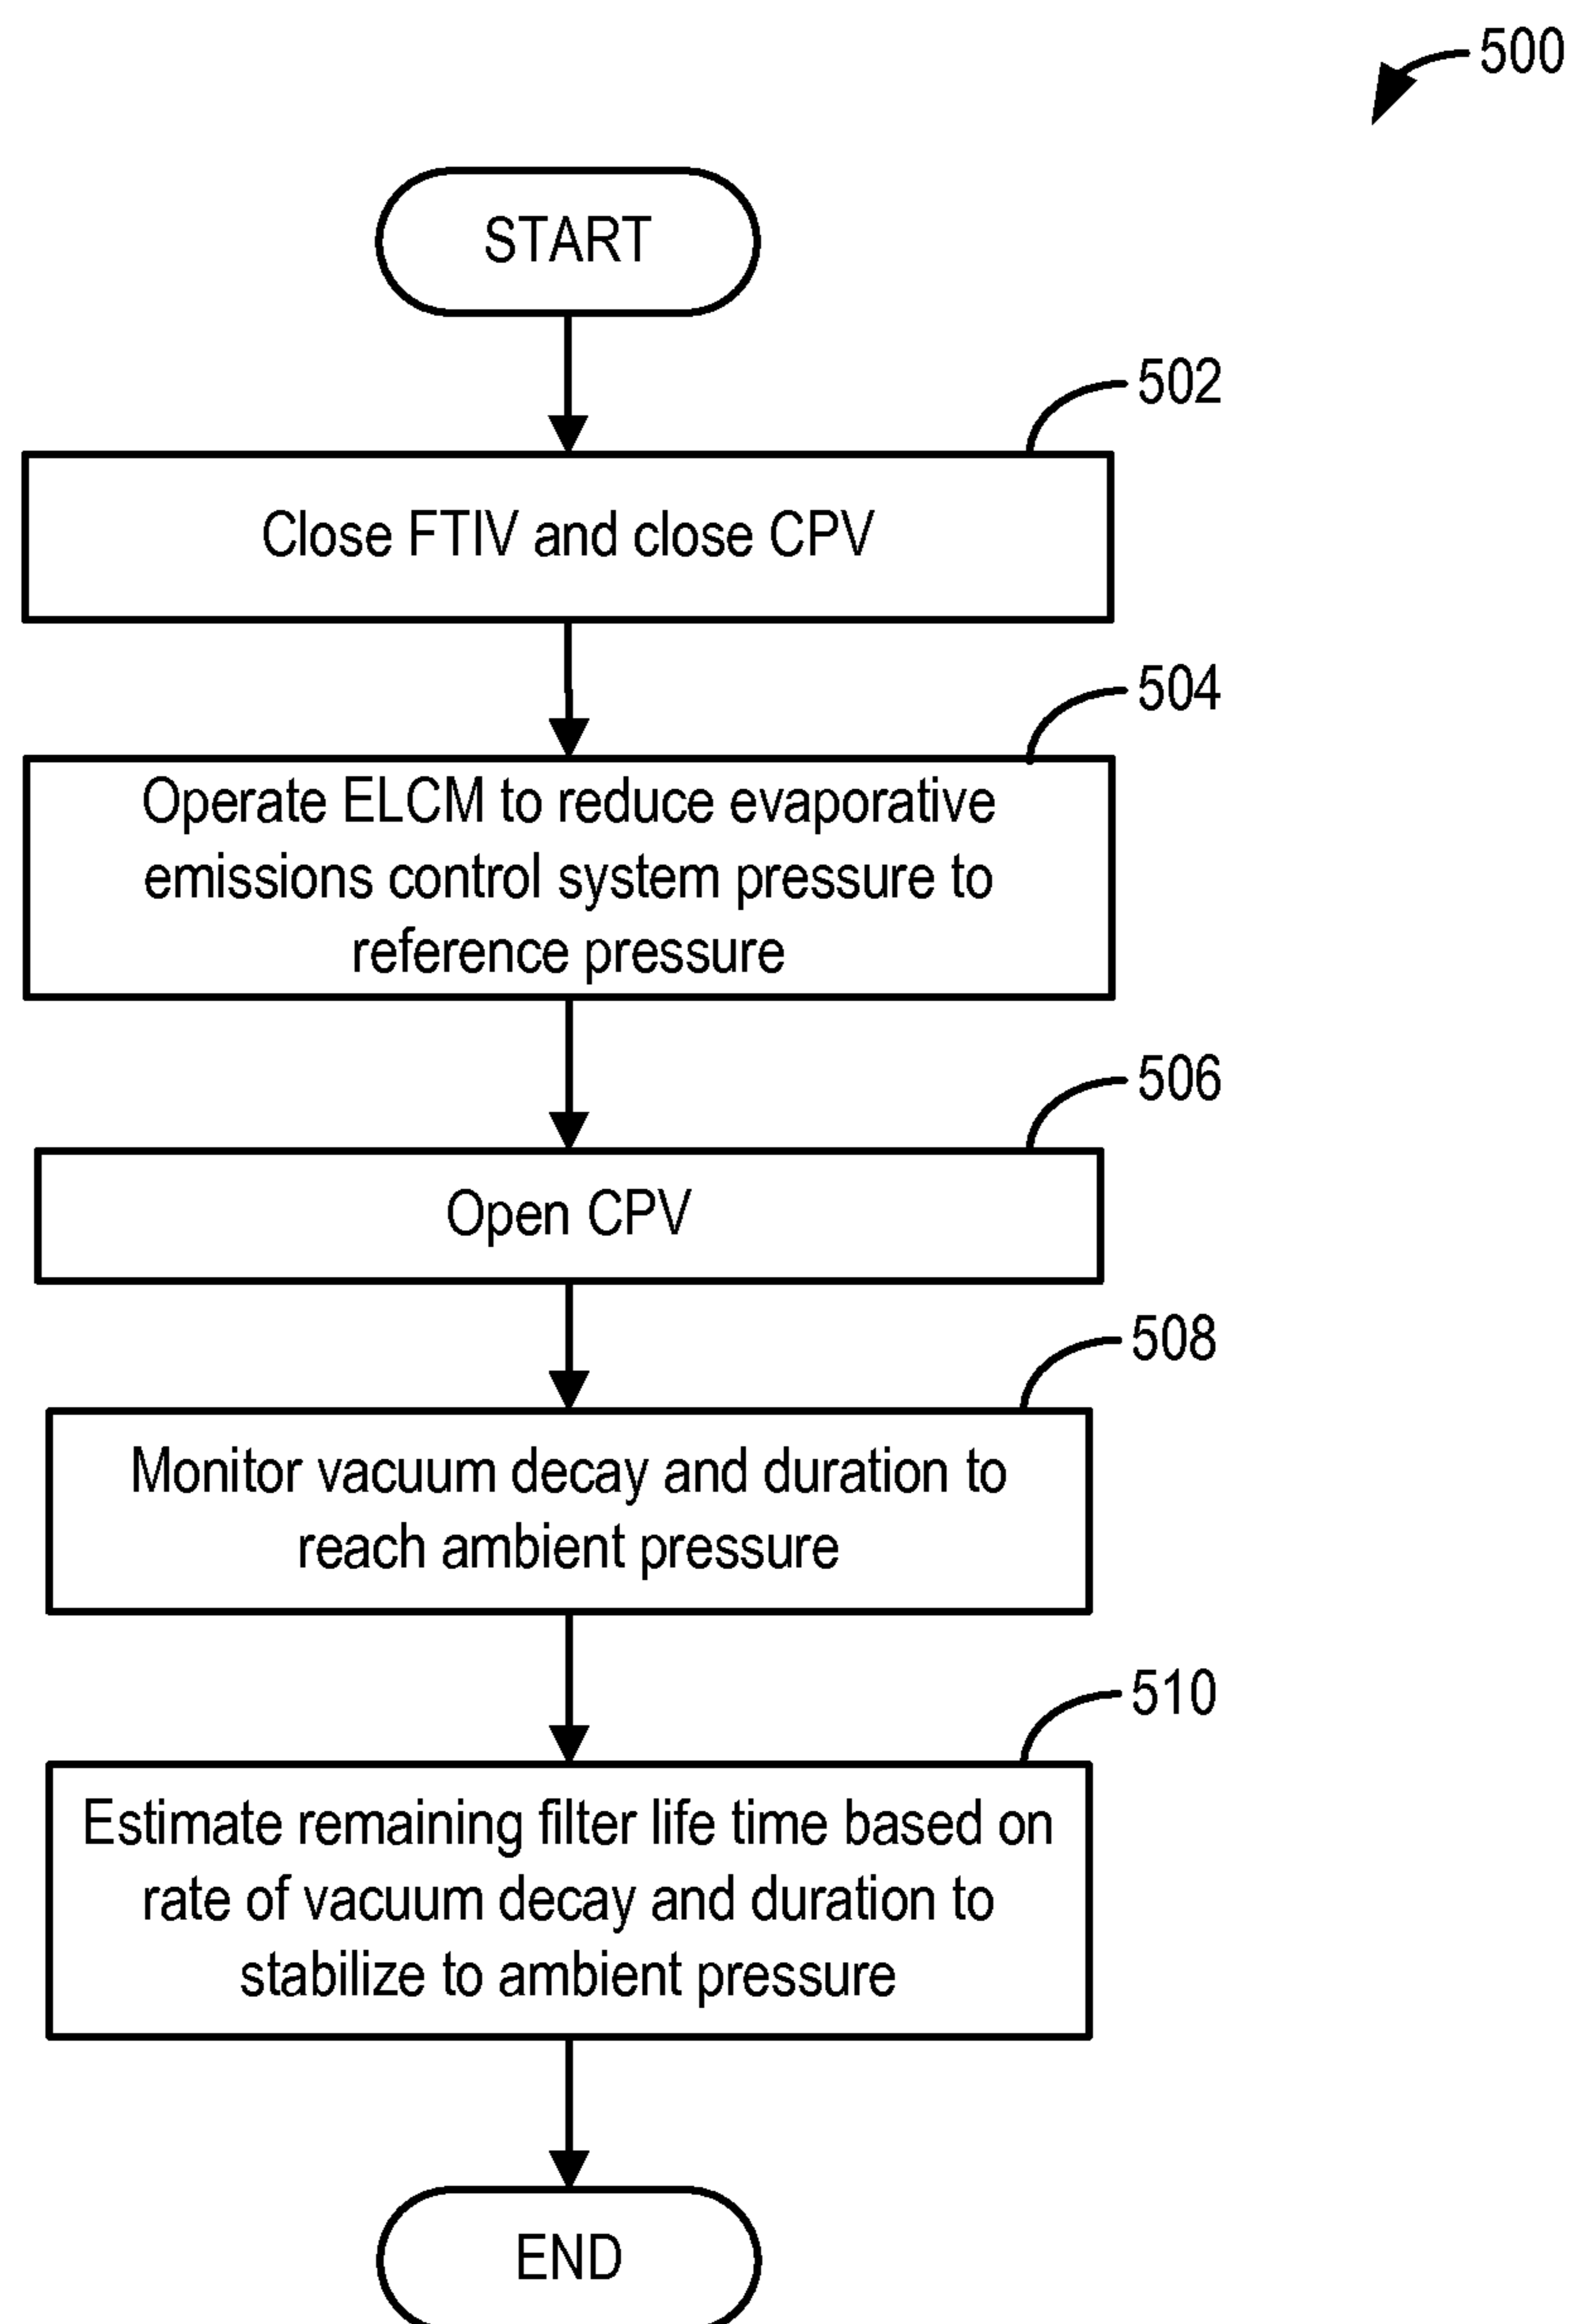 500
START
502
Close FTIV and close CPV
504
Operate ELCM to reduce evaporative
emissions control system pressure to
reference pressure
506
Open CPV
508
Monitor vacuum decay and duration to
reach ambient pressure
510
Estimate remaining filter life time based on
rate of vacuum decay and duration to
stabilize to ambient pressure
END